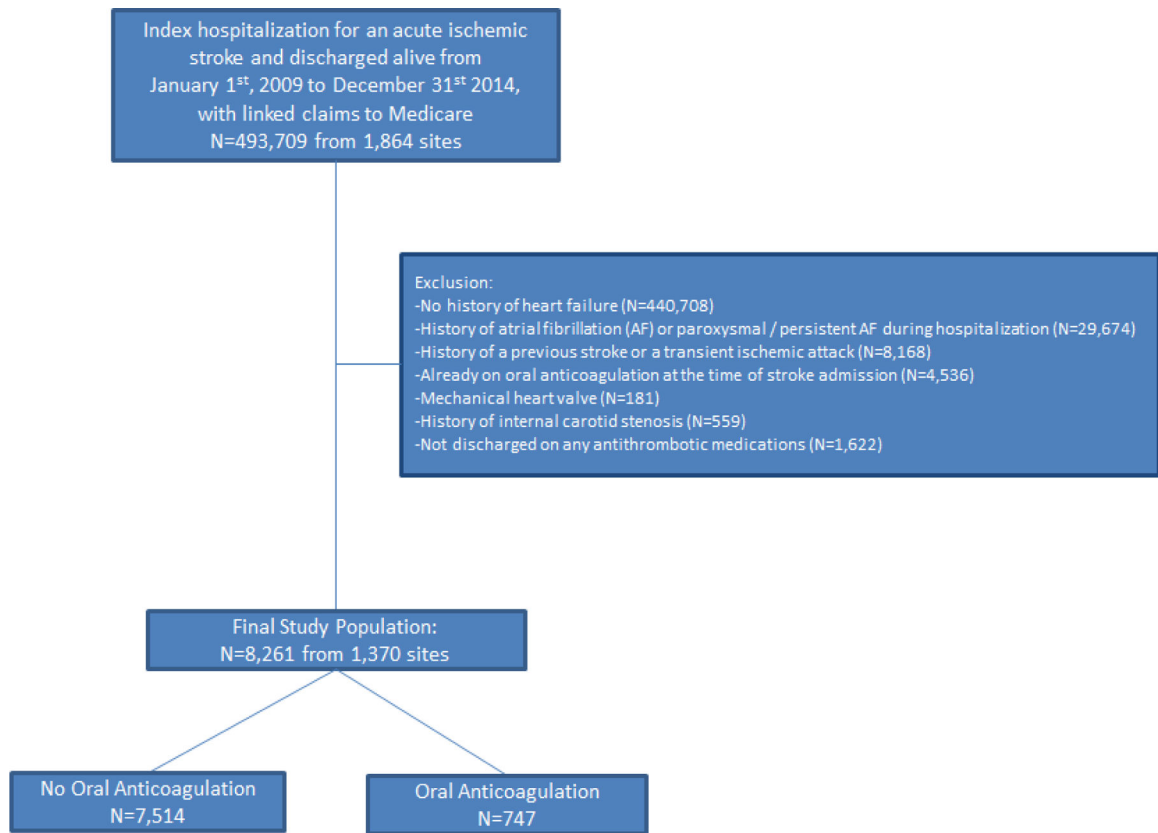 Index hospitalization for an acute ischemic
stroke and discharged alive from
January 1st, 2009 to December 31st 2014,
with linked claims to Medicare
N=493,709 from 1,864 sites
Exclusion:
-No history of heart failure (N=440,708)
-History of atrial fibrillation (AF) or paroxysmal / persistent AF during hospitalization (N=29,674)
-History of a previous stroke or a transient ischemic attack (N=8,168)
-Already on oral anticoagulation at the time of stroke admission (N=4,536)
-Mechanical heart valve (N=181)
-History of internal carotid stenosis (N=559)
-Not discharged on any antithrombotic medications (N=1,622)
Final Study Population:
N=8,261 from 1,370 sites
No Oral Anticoagulation
N=7,514
Oral Anticoagulation
N=747